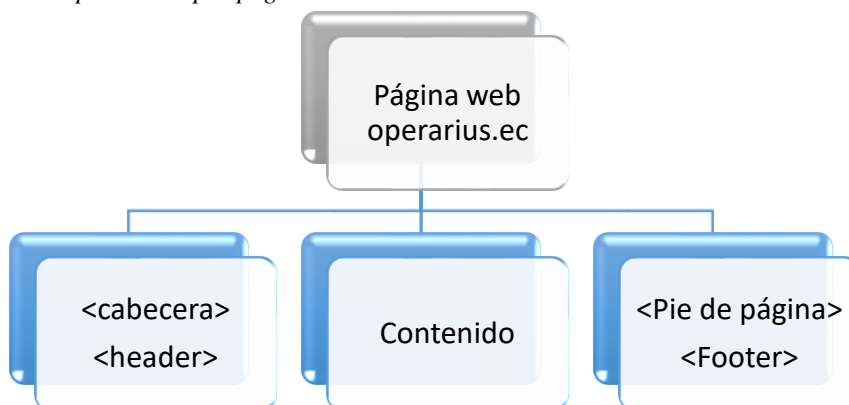 Página web
operarius.ec
<cabecera>
<header>
Contenido
<Pie de página>
<Footer>